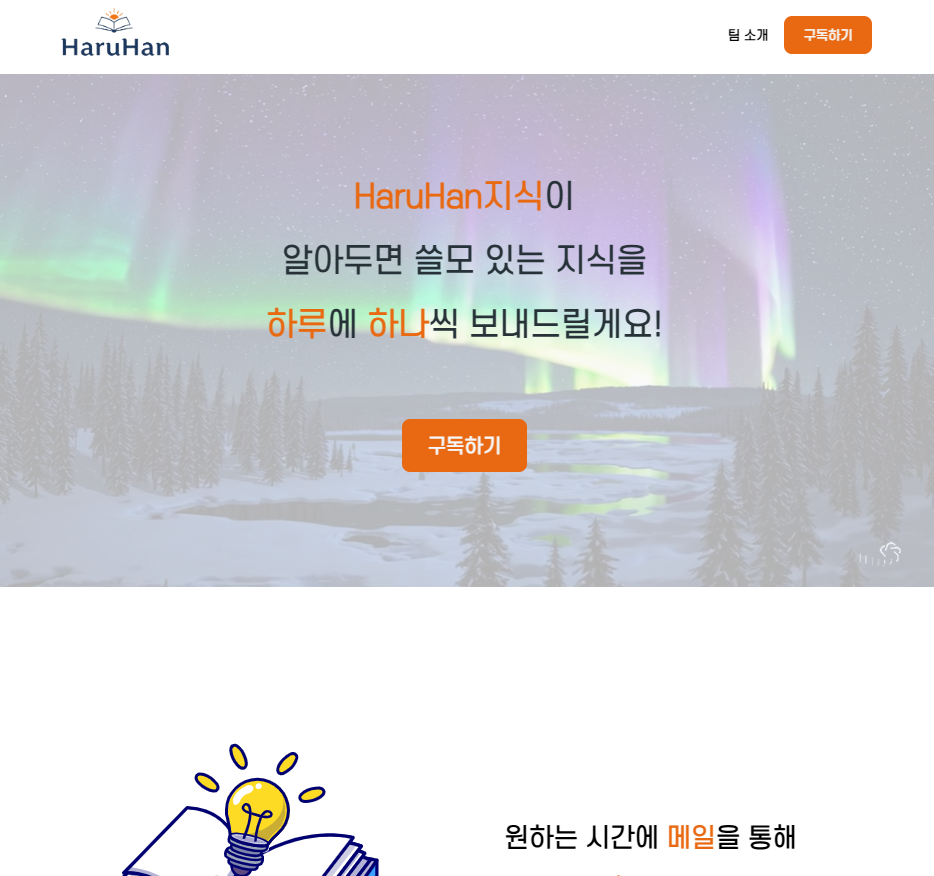 HaruHan
팀 소개
구독하기
HaruHan지식이
알아두면 쓸모 있는 지식을
하루에 하나씩 보내드릴게요!
구독하기
원하는 시간에 메일을 통해